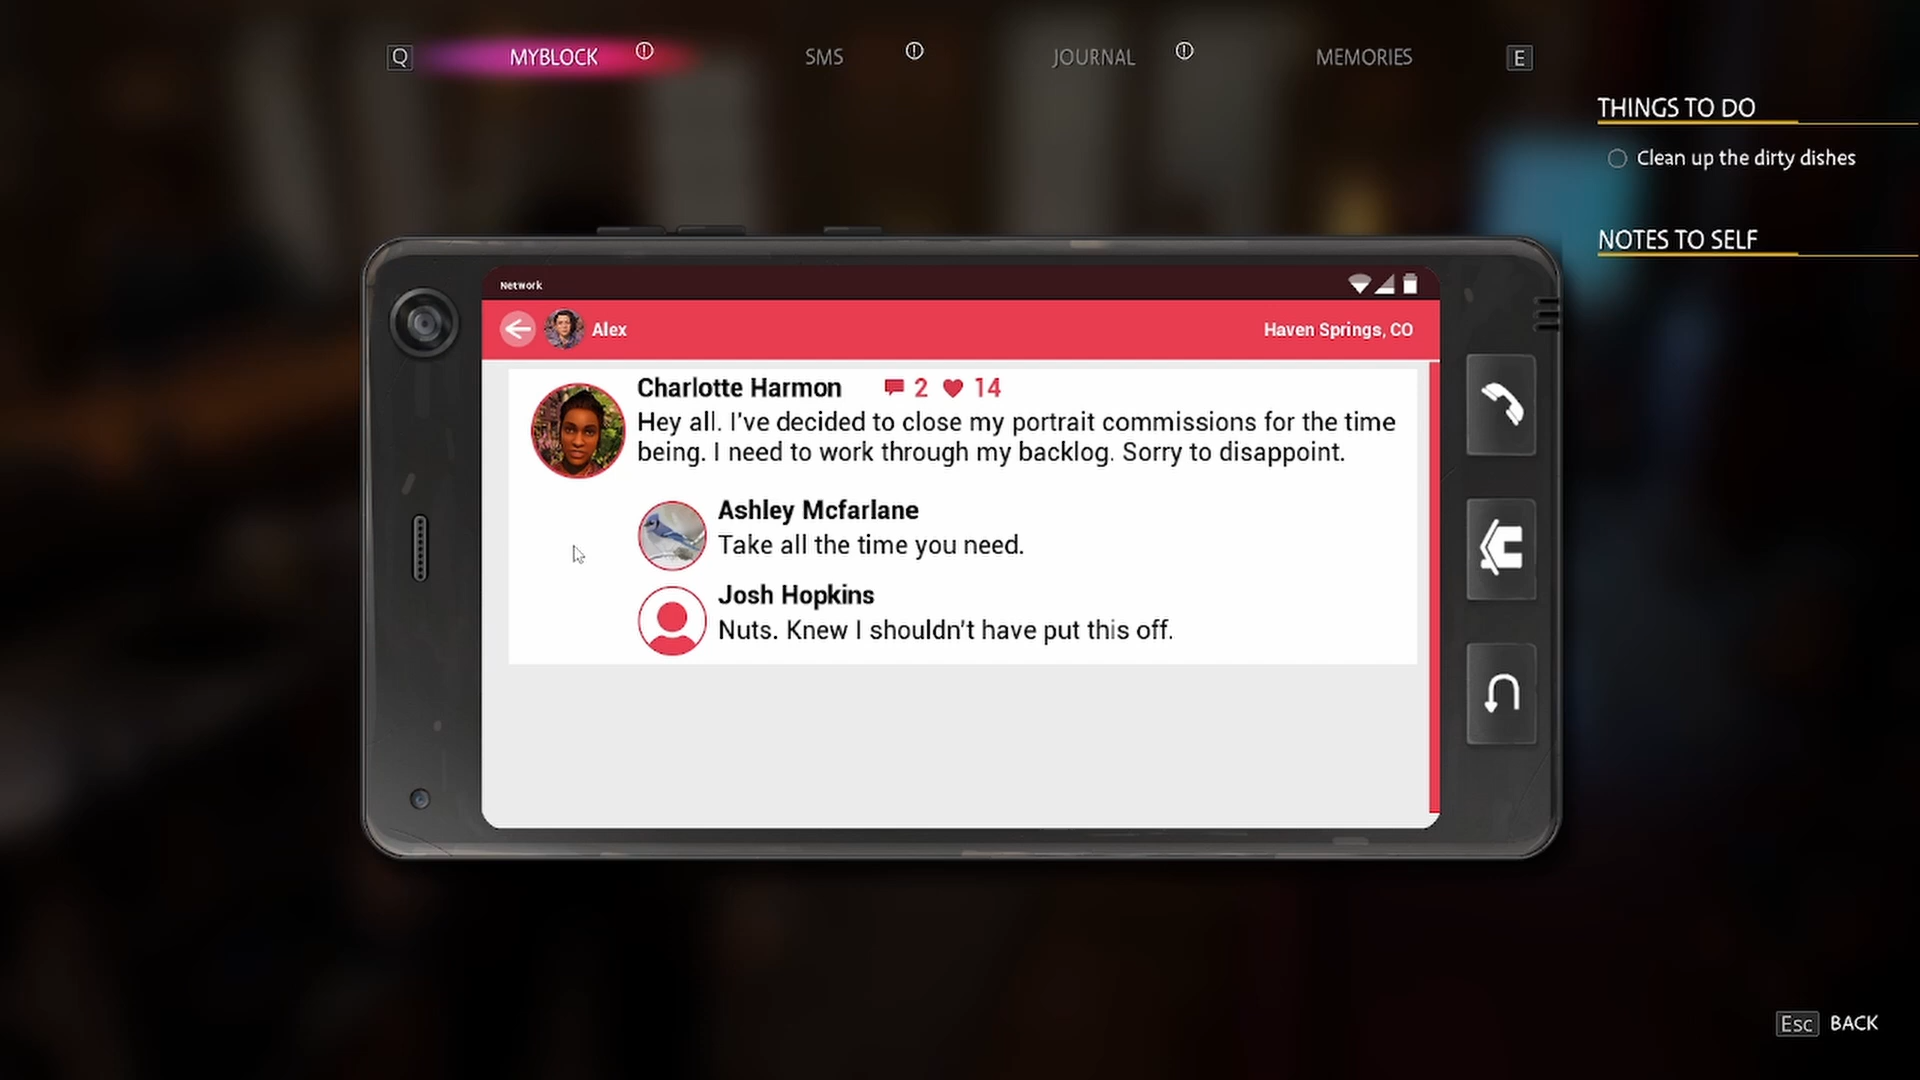 Q
MYBLOCK
SMS
JOURNAL
MEMORIES
E
THINGS TO DO
Clean up the dirty dishes
NOTES TO SELF
Network
Alex
Haven Springs, CO
Charlotte Harmon 2 14
Hey all. I've decided to close my portrait commissions for the time
being. I need to work through my backlog. Sorry to disappoint.
Ashley Mcfarlane
Take all the time you need.
Josh Hopkins
Nuts. Knew I shouldn't have put this off.
Esc BACK